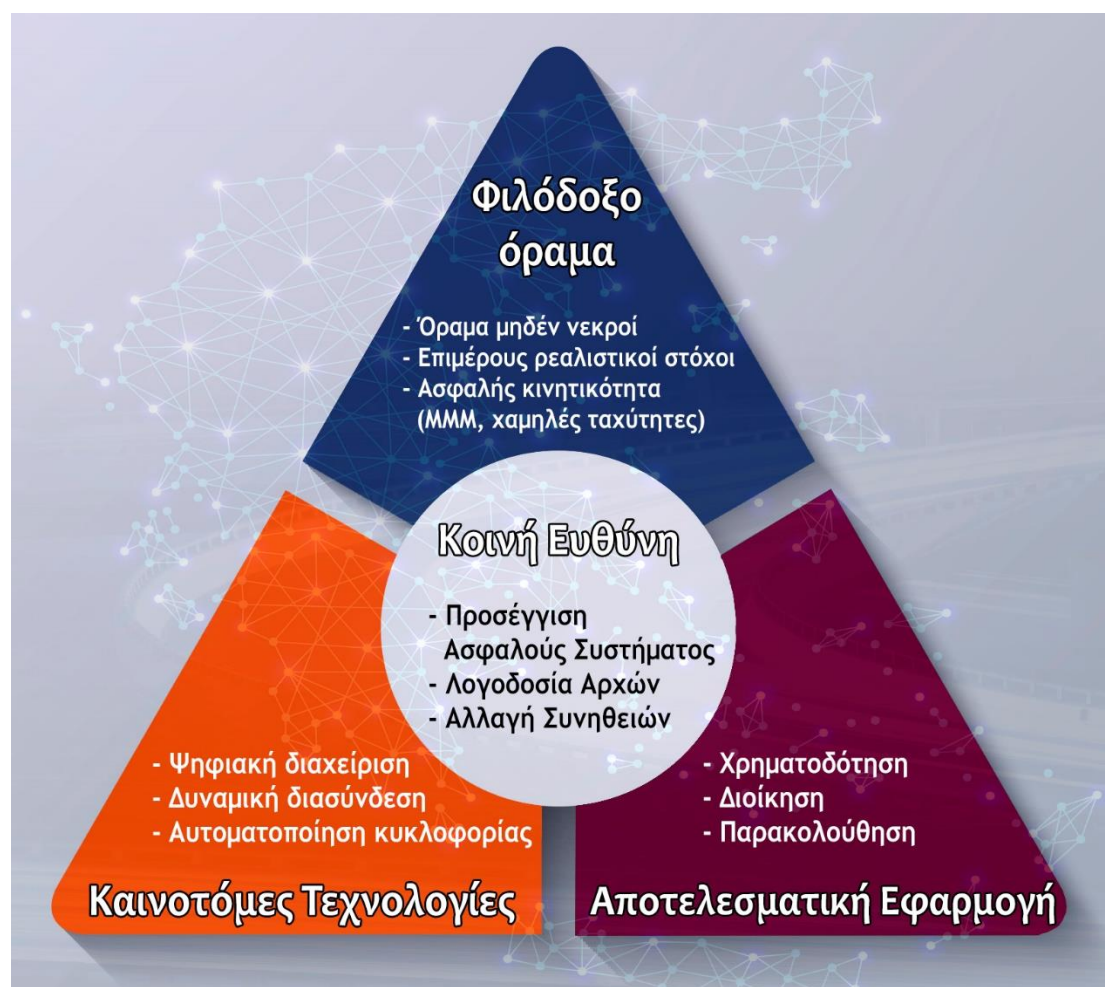 Φιλόδοξο
όραμα
- Όραμα μηδέν νεκροί
- Επιμέρους ρεαλιστικοί στόχοι
- Ασφαλής κινητικότητα
(ΜΜΜ, χαμηλές ταχύτητες)
Κοινή Ευθύνη
- Προσέγγιση
Ασφαλούς Συστήματος
- Λογοδοσία Αρχών
- Αλλαγή Συνηθειών
- Ψηφιακή διαχείριση
- Δυναμική διασύνδεση
- Αυτοματοποίηση κυκλοφορίας
Καινοτόμες Τεχνολογίες
- Χρηματοδότηση
- Διοίκηση
- Παρακολούθηση
Αποτελεσματική Εφαρμογή